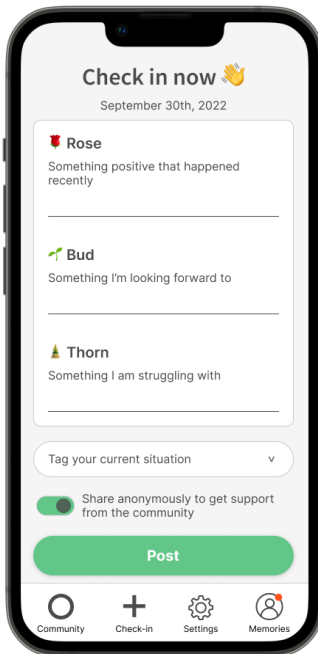 Check in now 👋
September 30th, 2022
🌹 Rose
Something positive that happened
recently
🌱 Bud
Something I'm looking forward to
Thorn
Something I am struggling with
Tag your current situation
Share anonymously to get support
from the community
Post
Community Check-in Settings Memories